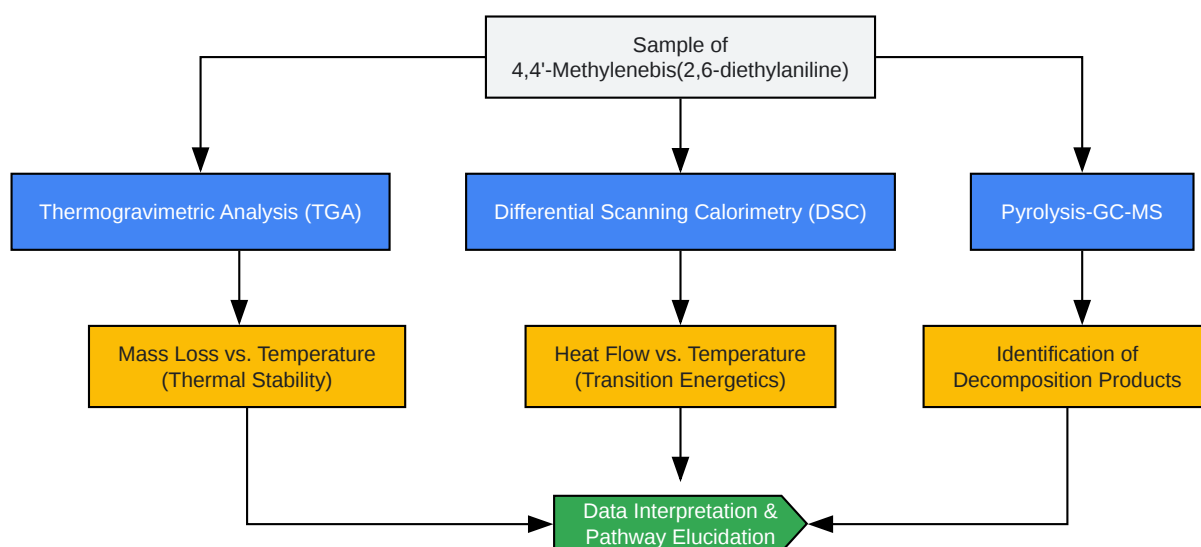 Sample of
4,4'-Methylenebis(2,6-diethylaniline)
Thermogravimetric Analysis (TGA)
Differential Scanning Calorimetry (DSC)
Pyrolysis-GC-MS
Mass Loss vs. Temperature
(Thermal Stability)
Heat Flow vs. Temperature
(Transition Energetics)
Identification of
Decomposition Products
Data Interpretation &
Pathway Elucidation